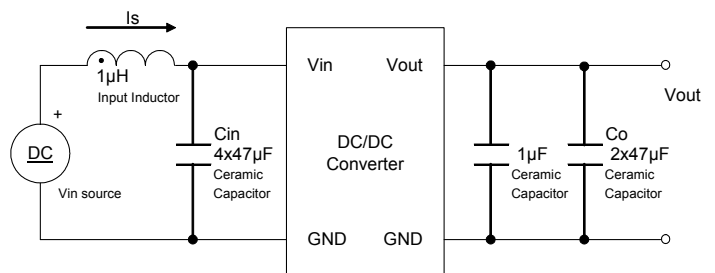 Is
1µH
Input Inductor
+
DC
Vin source
Cin
4x47µF
Ceramic
Capacitor
Vin
Vout
DC/DC
Converter
GND
GND
1µF
Ceramic
Capacitor
Co
2x47µF
Ceramic
Capacitor
Vout